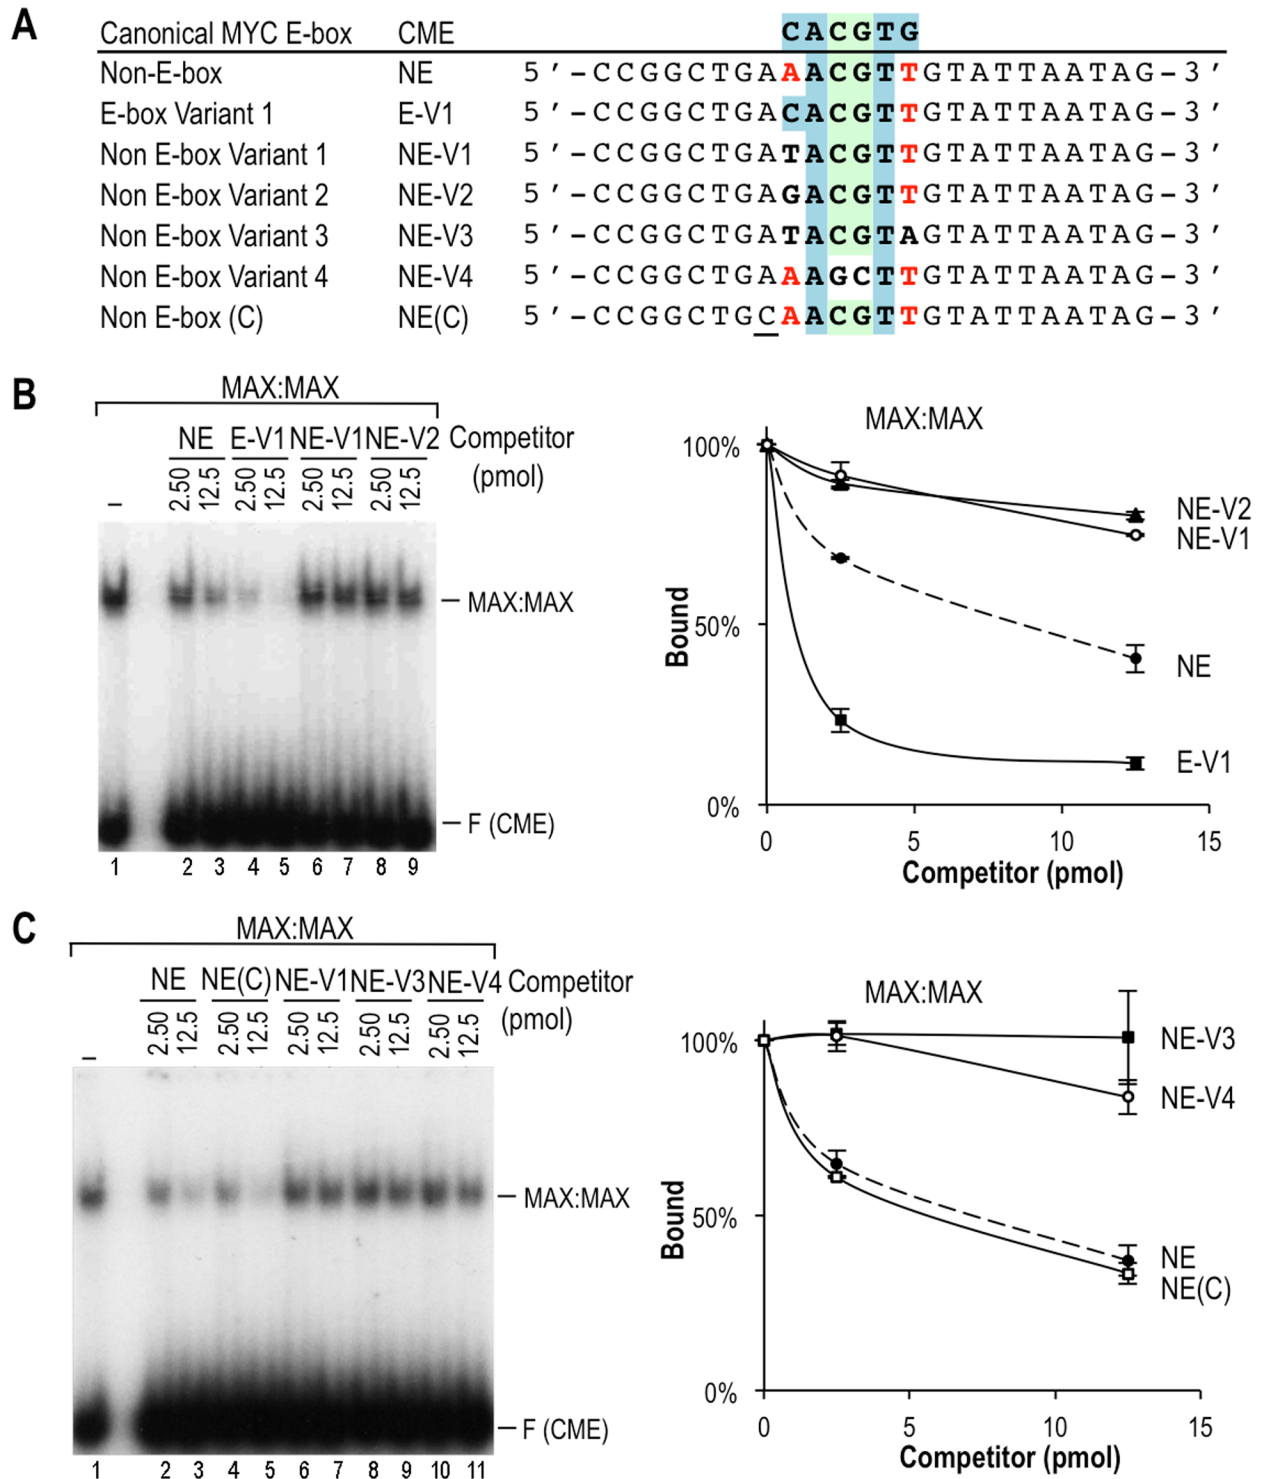 A
Canonical MYC E-box CME CACGTG
Non-E-box NE 5′-CCGGCTGAAACGTTGTATTAATAG-3′
E-box Variant 1 E-V1 5′-CCGGCTGACACGTTGTATTAATAG-3′
Non E-box Variant 1 NE-V1 5′-CCGGCTGATACGTTGTATTAATAG-3′
Non E-box Variant 2 NE-V2 5′-CCGGCTGAGACGTTGTATTAATAG-3′
Non E-box Variant 3 NE-V3 5′-CCGGCTGATACGTAGTATTAATAG-3′
Non E-box Variant 4 NE-V4 5′-CCGGCTGAAAGCTTGTATTAATAG-3′
Non E-box (C) NE(C) 5′-CCGGCTGCAACGTTGTATTAATAG-3′
B
MAX:MAX
NE E-V1 NE-V1 NE-V2 Competitor
– 2.50 12.5 2.50 12.5 2.50 12.5 2.50 12.5 (pmol)
MAX:MAX
F (CME)
1 2 3 4 5 6 7 8 9
MAX:MAX
100%
50%
0%
Bound
NE-V2
NE-V1
NE
E-V1
0 5 10 15
Competitor (pmol)
C
MAX:MAX
NE NE(C) NE-V1 NE-V3 NE-V4 Competitor
– 2.50 12.5 2.50 12.5 2.50 12.5 2.50 12.5 2.50 12.5 (pmol)
MAX:MAX
F (CME)
1 2 3 4 5 6 7 8 9 10 11
MAX:MAX
100%
50%
0%
Bound
NE-V3
NE-V4
NE
NE(C)
0 5 10 15
Competitor (pmol)